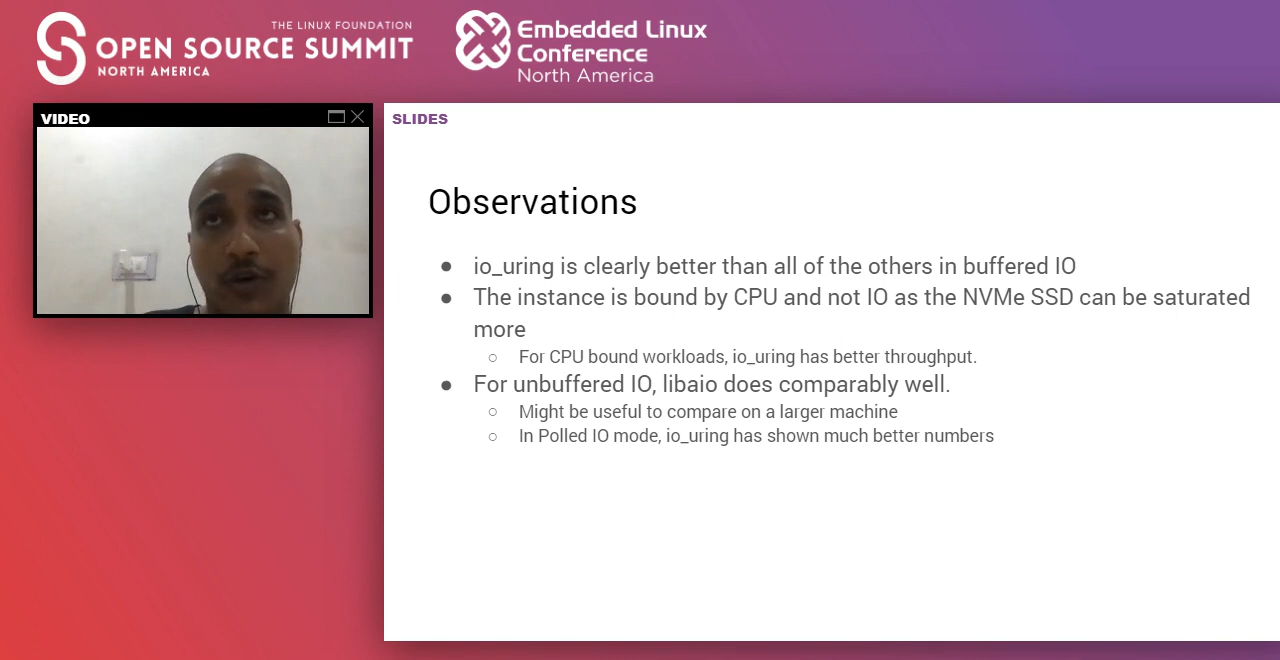 THE LINUX FOUNDATION
OPEN SOURCE SUMMIT
NORTH AMERICA
Embedded Linux
Conference
North America
VIDEO
SLIDES
Observations
● io_uring is clearly better than all of the others in buffered IO
● The instance is bound by CPU and not IO as the NVMe SSD can be saturated
more
○ For CPU bound workloads, io_uring has better throughput.
● For unbuffered IO, libaio does comparably well.
○ Might be useful to compare on a larger machine
○ In Polled IO mode, io_uring has shown much better numbers